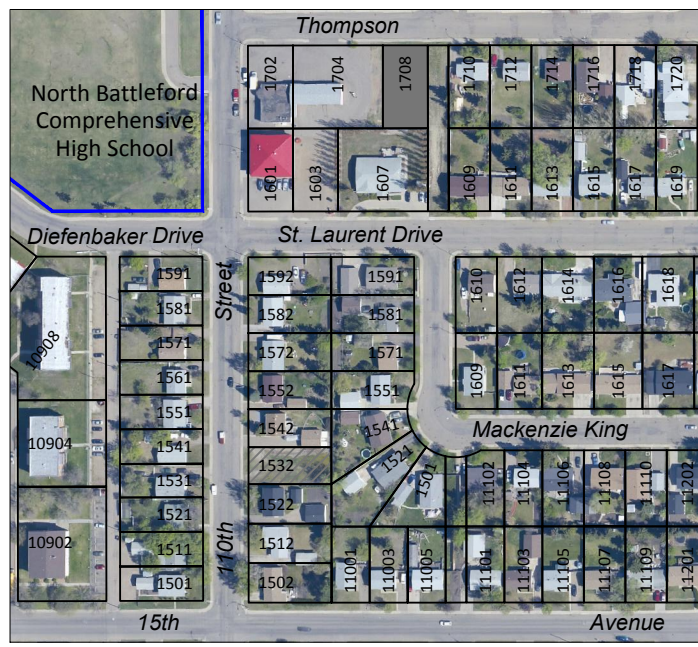 Thompson
North Battleford
Comprehensive
High School
1702 1704 1708 1710 1712 1714 1716 1718 1720
1601 1603 1607 1609 1611 1613 1615 1617 1619
Diefenbaker Drive St. Laurent Drive
1591 1592 1591 1610 1612 1614 1616 1618
1581 1582 1581
10908 1571 1572 1571
1561 1552 1551 1609 1611 1613 1615 1617
1551 1542 1541
Mackenzie King
10904 1541 1532 1521 1501
1531 1522 11102 11104 11106 11108 11110 11202
1521
10902 1511 1512
1501 1502 11001 11003 11005 11101 11103 11105 11107 11109 11201
110th Street
15th Avenue